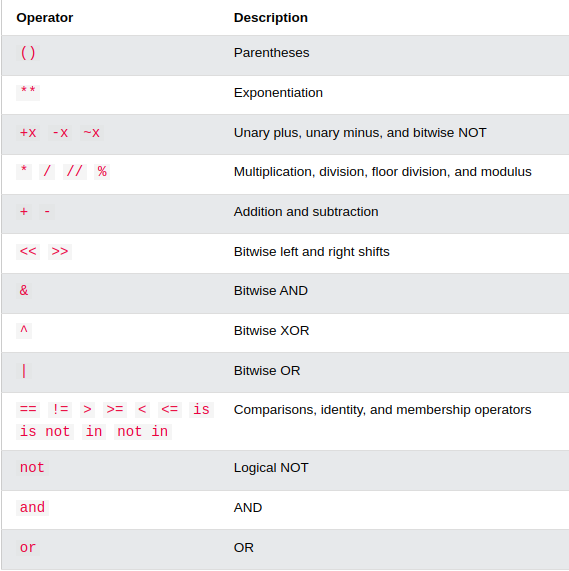 Operator Description
() Parentheses
** Exponentiation
+x -x ~x Unary plus, unary minus, and bitwise NOT
* / // % Multiplication, division, floor division, and modulus
+ - Addition and subtraction
<< >> Bitwise left and right shifts
& Bitwise AND
^ Bitwise XOR
| Bitwise OR
== != > >= < <= is Comparisons, identity, and membership operators
is not in not in
not Logical NOT
and AND
or OR